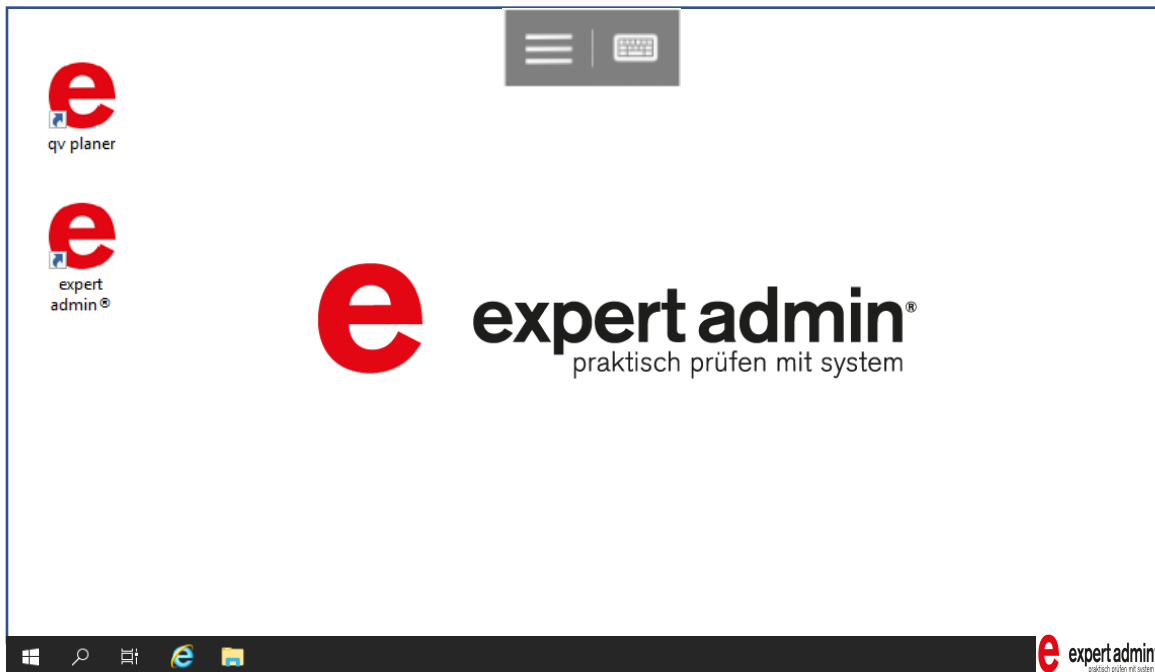 qv planer
expert
admin®
e expert admin®
praktisch prüfen mit system
e expert admin®
praktisch prüfen mit system